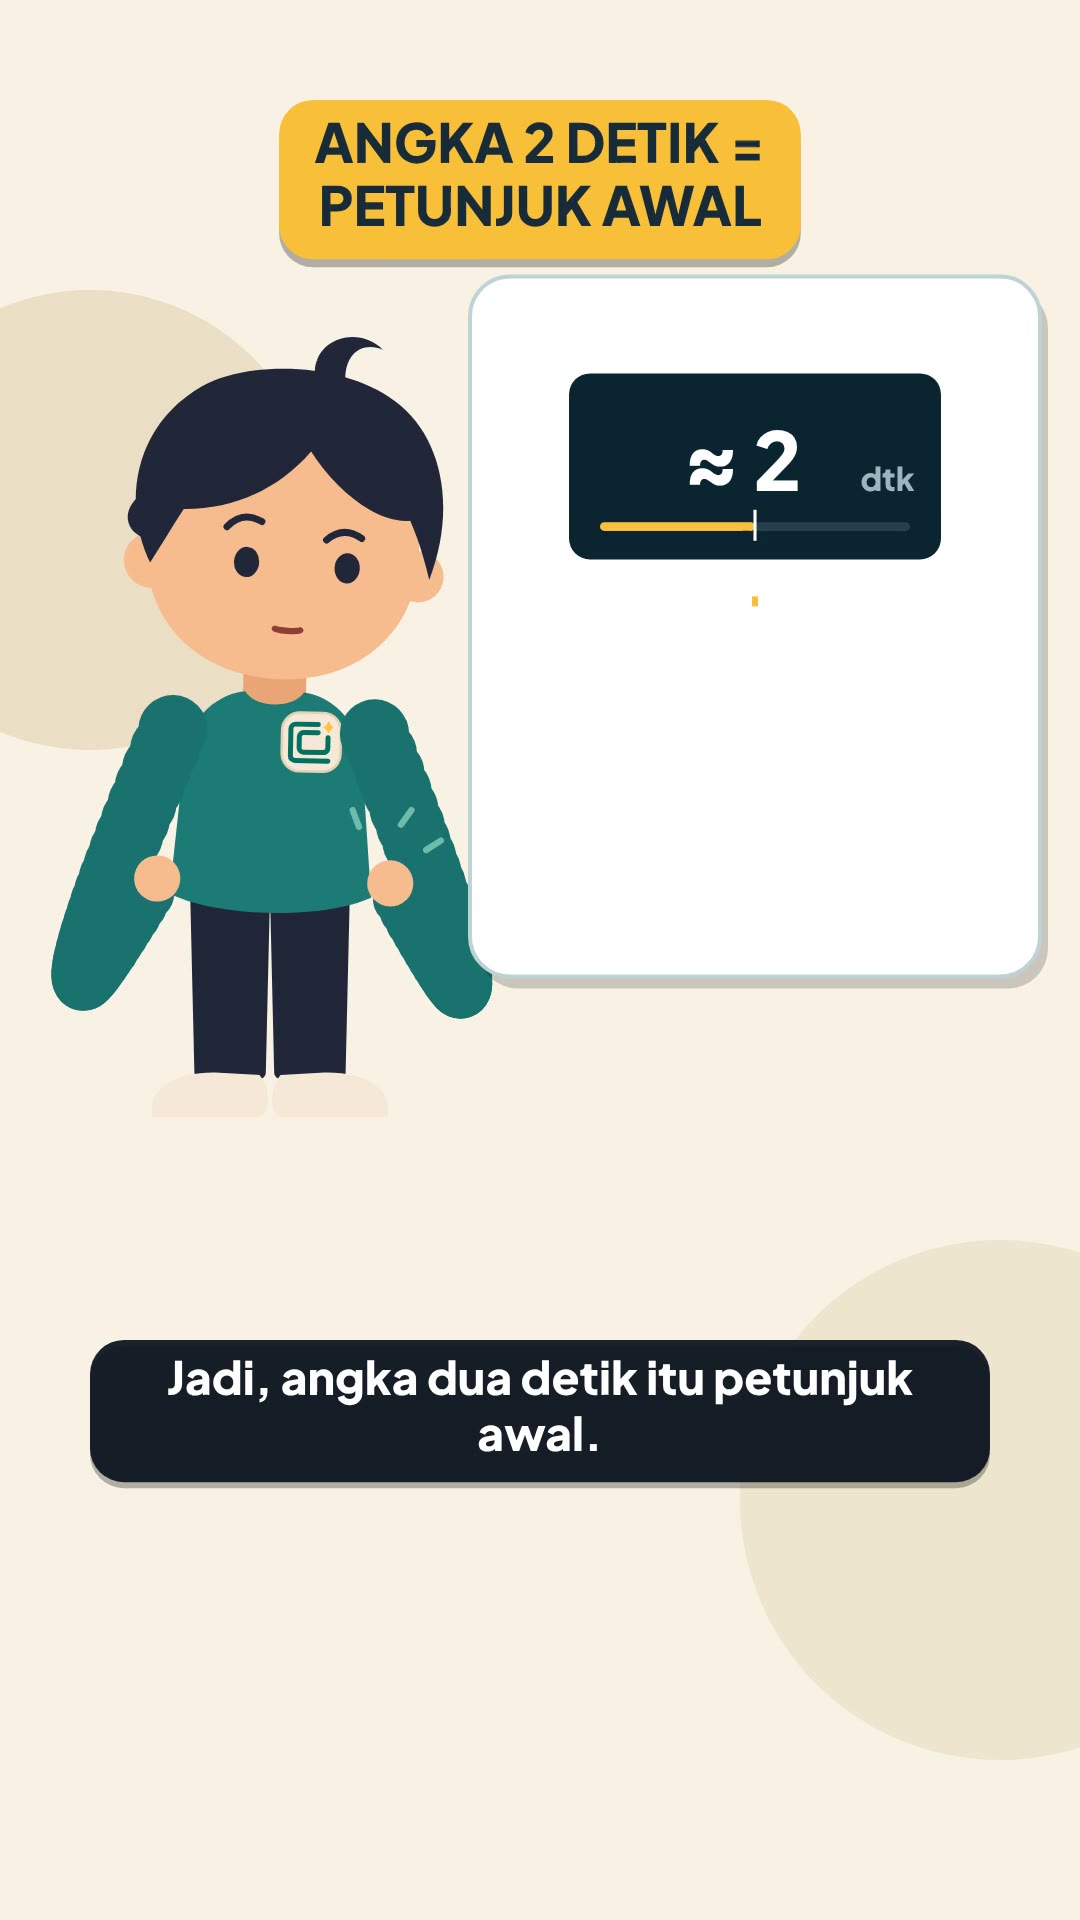 ANGKA 2 DETIK =
PETUNJUK AWAL
≈ 2 dtk
Jadi, angka dua detik itu petunjuk
awal.